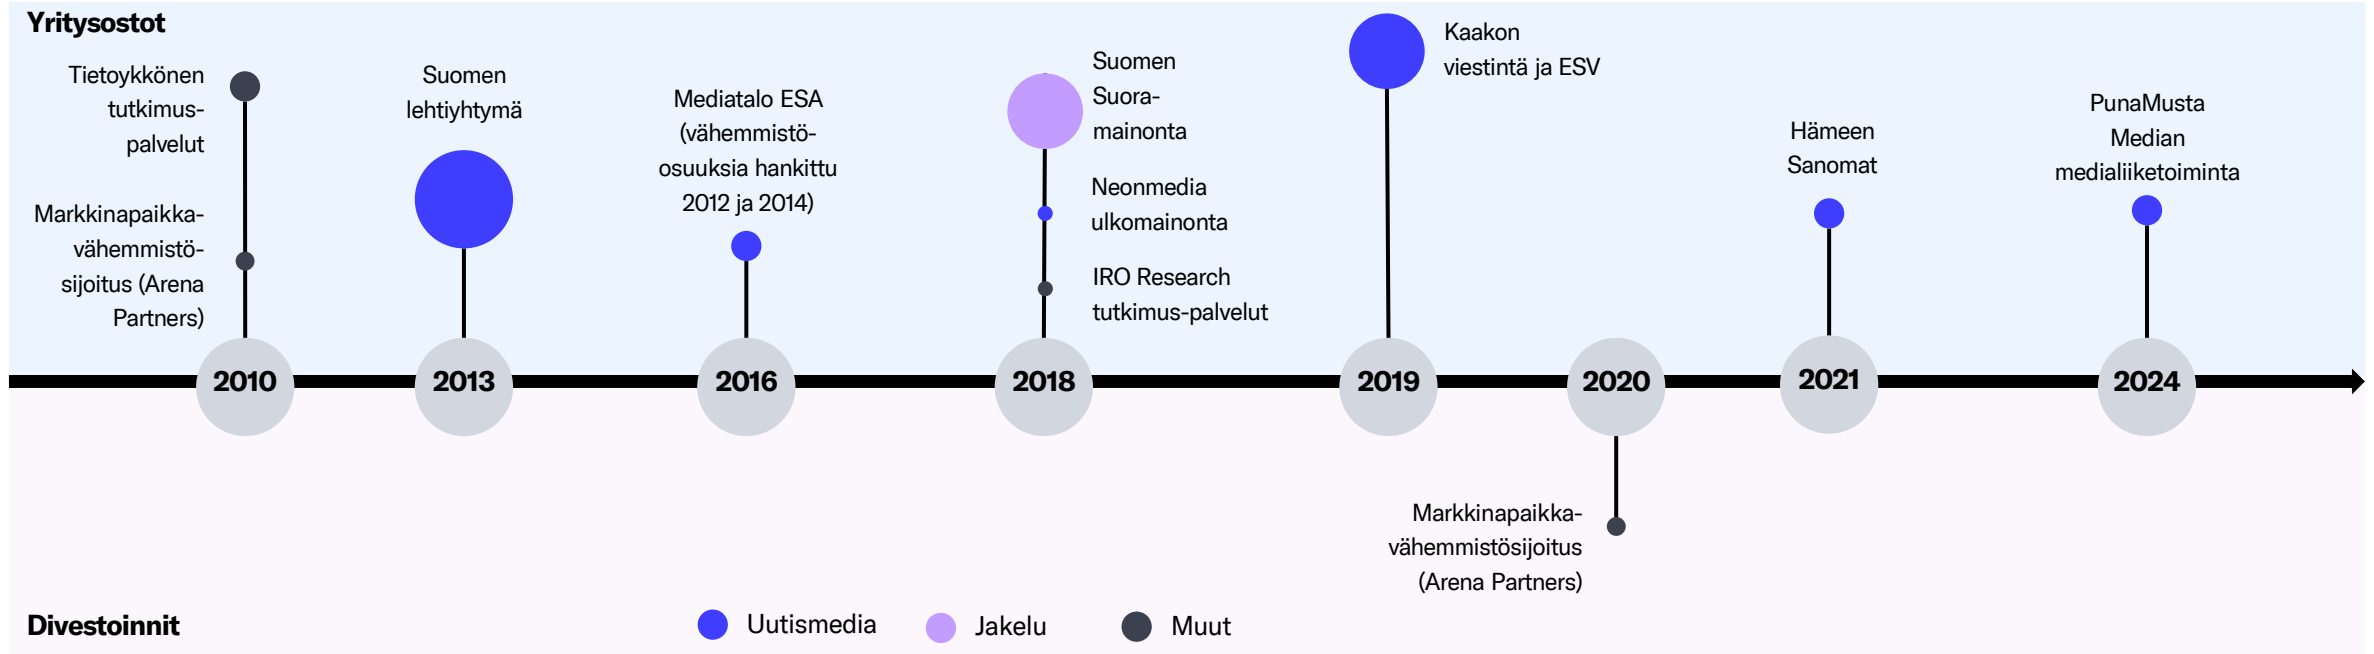 Yritysostot
Tietoykkönen
tutkimus-
palvelut
Markkinapaikka-
vähemmistö-
sijoitus (Arena
Partners)
Suomen
lehtiyhtymä
Mediatalo ESA
(vähemmistö-
osuuksia hankittu
2012 ja 2014)
Suomen
Suora-
mainonta
Neonmedia
ulkomainonta
IRO Research
tutkimus-palvelut
Kaakon
viestintä ja ESV
Hämeen
Sanomat
PunaMusta
Median
medialiiketoiminta
2010
2013
2016
2018
2019
2020
2021
2024
Markkinapaikka-
vähemmistösijoitus
(Arena Partners)
Divestoinnit
Uutismedia
Jakelu
Muut